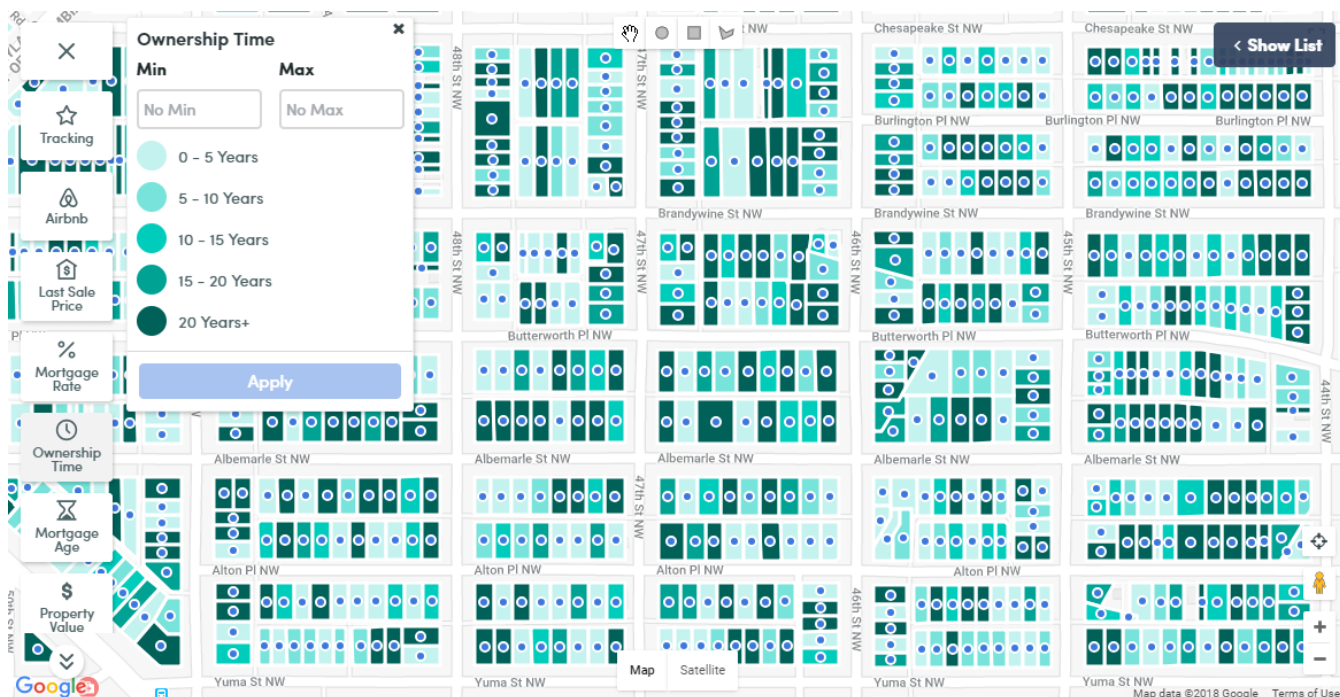 Ownership Time
Min
Max
No Min
No Max
0 - 5 Years
5 - 10 Years
10 - 15 Years
15 - 20 Years
20 Years+
Apply
Tracking
Airbnb
Last Sale
Price
Mortgage
Rate
Ownership
Time
Mortgage
Age
Property
Value
< Show List
NW
Chesapeake St NW
Chesapeake St NW
Burlington Pl NW
Burlington Pl NW
Burlington Pl NW
Brandywine St NW
Brandywine St NW
Brandywine St NW
Butterworth Pl NW
Butterworth Pl NW
Butterworth Pl NW
Albemarle St NW
Albemarle St NW
Albemarle St NW
Albemarle St NW
Albemarle St NW
Alton Pl NW
Alton Pl NW
Alton Pl NW
Alton Pl NW
Yuma St NW
Yuma St NW
Yuma St NW
Yuma St NW
Yuma St NW
48th St NW
48th St NW
47th St NW
47th St NW
47th St NW
46th St NW
46th St NW
45th St NW
44th St NW
Map
Satellite
Google
Map data ©2018 Google
Terms of Use